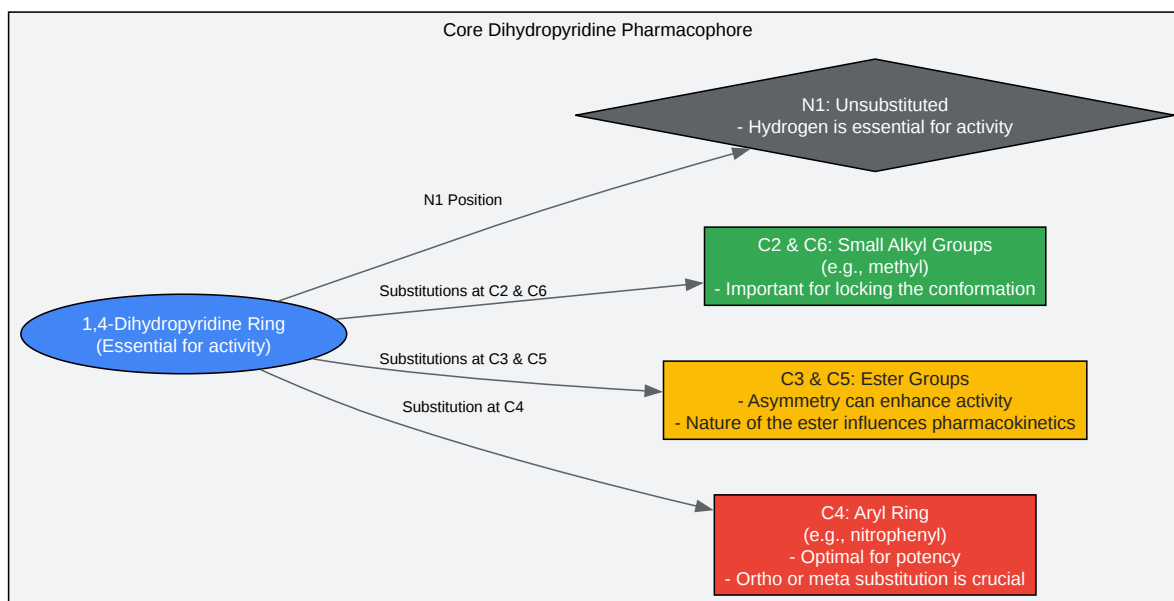 Core Dihydropyridine Pharmacophore
N1: Unsubstituted
- Hydrogen is essential for activity
N1 Position
C2 & C6: Small Alkyl Groups
(e.g., methyl)
- Important for locking the conformation
Substitutions at C2 & C6
1,4-Dihydropyridine Ring
(Essential for activity)
Substitutions at C3 & C5
C3 & C5: Ester Groups
- Asymmetry can enhance activity
- Nature of the ester influences pharmacokinetics
Substitution at C4
C4: Aryl Ring
(e.g., nitrophenyl)
- Optimal for potency
- Ortho or meta substitution is crucial